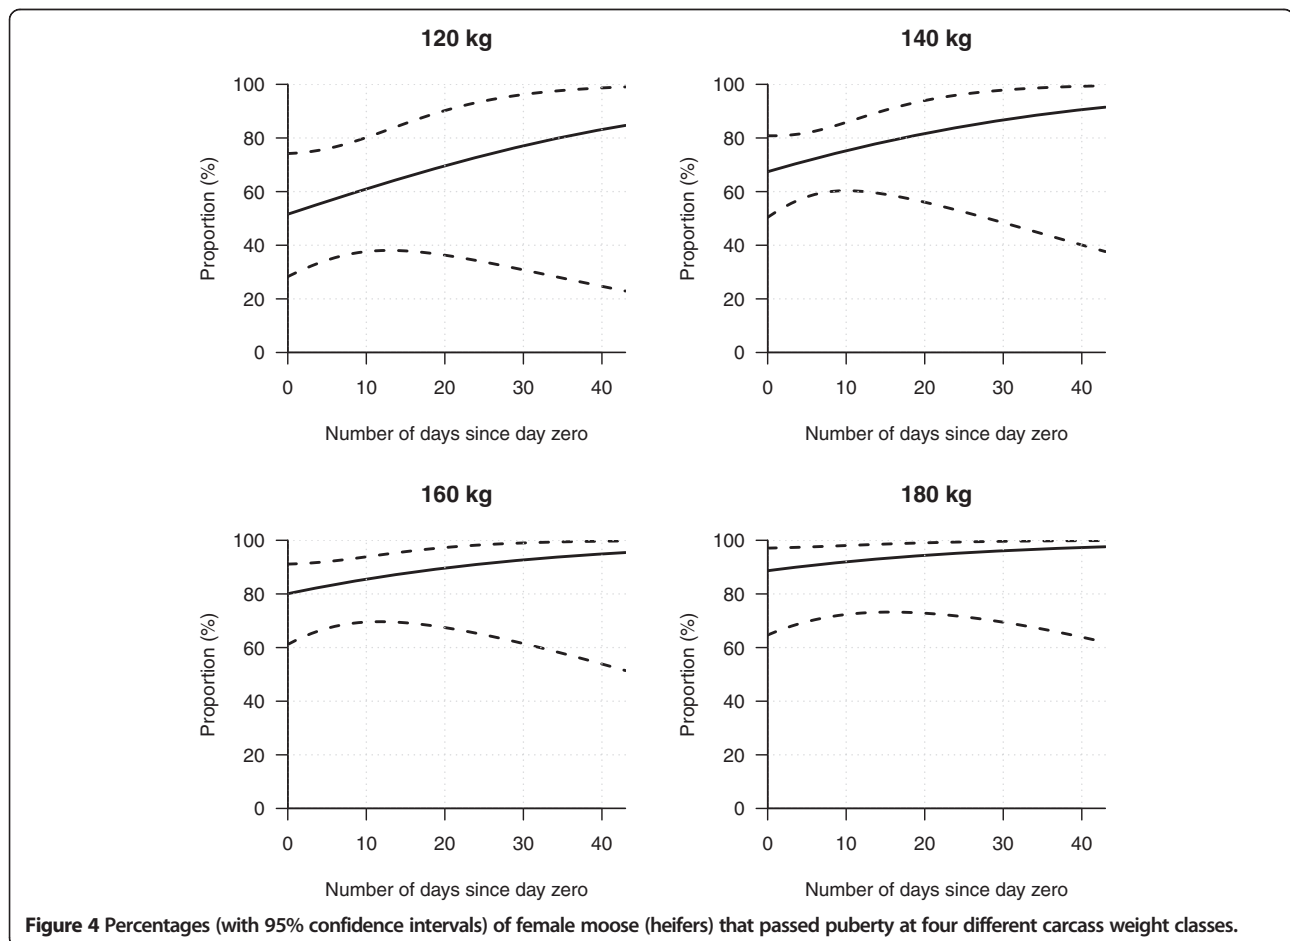 120 kg
100
80
60
40
20
0
Proportion (%)
0 10 20 30 40
Number of days since day zero
140 kg
100
80
60
40
20
0
Proportion (%)
0 10 20 30 40
Number of days since day zero
160 kg
100
80
60
40
20
0
Proportion (%)
0 10 20 30 40
Number of days since day zero
180 kg
100
80
60
40
20
0
Proportion (%)
0 10 20 30 40
Number of days since day zero
Figure 4 Percentages (with 95% confidence intervals) of female moose (heifers) that passed puberty at four different carcass weight classes.